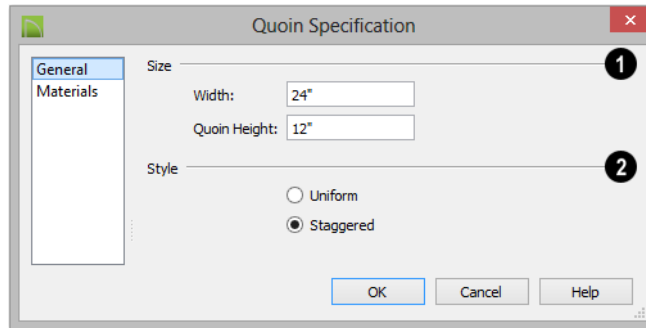 Quoin Specification
General
Materials
Size
1
Width: 24"
Quoin Height: 12"
Style
2
Uniform
Staggered
OK Cancel Help